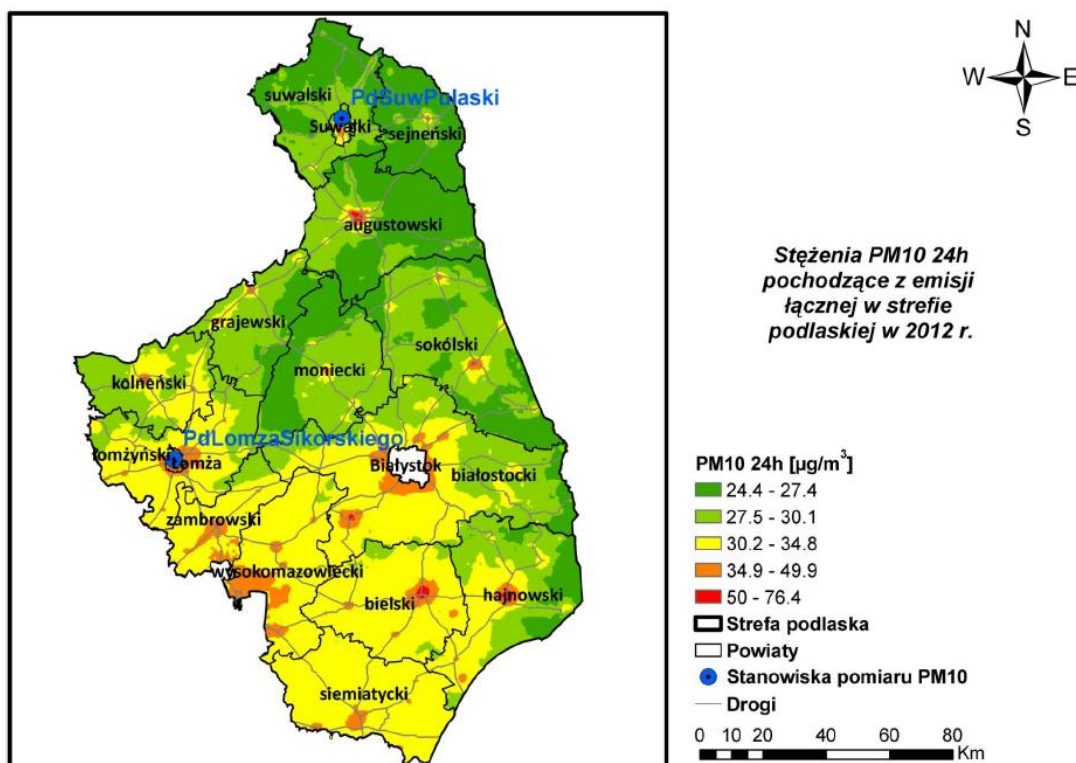 N
W E
S
suwalski
PdSuwPulaski
Suwałki
sejneński
augustowski
Stężenia PM10 24h
pochodzące z emisji
łącznej w strefie
podlaskiej w 2012 r.
grajewski
sokólski
moniecki
kolneński
PdLomzaSikorskiego
łomżyński
Łomża
Białystok
białostocki
zambrowski
wysokomazowiecki
bielski
hajnowski
siemiatycki
PM10 24h [µg/m³]
24.4 - 27.4
27.5 - 30.1
30.2 - 34.8
34.9 - 49.9
50 - 76.4
Strefa podlaska
Powiaty
Stanowiska pomiaru PM10
Drogi
0 10 20 40 60 80
Km